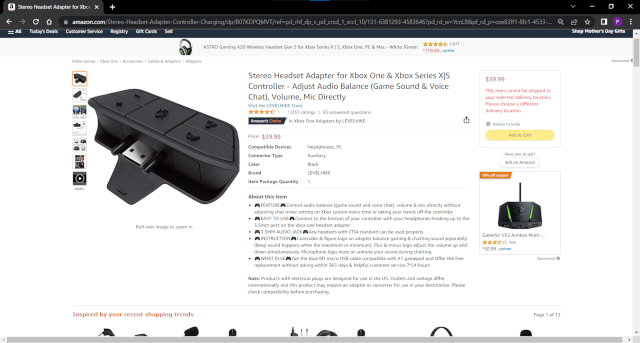 Stereo Headset Adapter for Xbox
amazon.com/Stereo-Headset-Adapter-Controller-Charging/dp/B07KDPQMVT/ref=pd_rhf_dp_s_pd_crcd_1_sccl_1_10/131-6381293-4583646?pd_rd_w=
All Today's Deals Customer Service Registry Gift Cards Sell
Shop Mother's Day Gifts
ASTRO Gaming A20 Wireless Headset Gen 2 for Xbox Series X | S, Xbox One, PC & Mac - White /Green
Video Games › Xbox One › Accessories › Cables & Adapters › Adapters
Sponsored
Stereo Headset Adapter for Xbox One & Xbox Series X|S
Controller - Adjust Audio Balance (Game Sound & Voice
Chat), Volume, Mic Directly
Visit the LEVELHIKE Store
1,037 ratings | 33 answered questions
Amazon's Choice in Xbox One Adapters by LEVELHIKE
Price: $39.99
Compatible Devices Headphones, PC
Connector Type Auxiliary
Color Black
Brand LEVELHIKE
Item Package Quantity 1
About this item
FEATURE Control audio balance (game sound and voice chat), volume & mic directly without
adjusting chat mixer setting on Xbox system every time or taking your hands off the controller
EASY TO USE Connect to the bottom of your controller with your headphones hooking up to the
3.5mm port on the xbox one headset adapter
3.5MM AUDIO JACK Any headsets with CTIA standard can be used properly
INSTRUCTION Controller & figure logo on adapter balance gaming & chatting sound separately
(Beep sound happens when the maximum or minimum). Plus & minus logo adjust the volume up and
down simultaneously. Microphone logo mute or unmute your sound during chatting
WHAT ELSE Get the blue 6ft micro USB cable compatible with X1 gamepad and Offer the free
replacement without asking within 365 days & helpful customer service 7*24 hours
Note: Products with electrical plugs are designed for use in the US. Outlets and voltage differ
internationally and this product may require an adapter or converter for use in your destination. Please
check compatibility before purchasing.
Roll over image to zoom in
VIDEO
$39.99
This item cannot be shipped to
your selected delivery location.
Please choose a different
delivery location.
Deliver to India
Add to Cart
Have one to sell?
Sell on Amazon
10% off coupon
GameSir VX2 AimBox Multi-...
Sponsored
Inspired by your recent shopping trends
Page 1 of 12